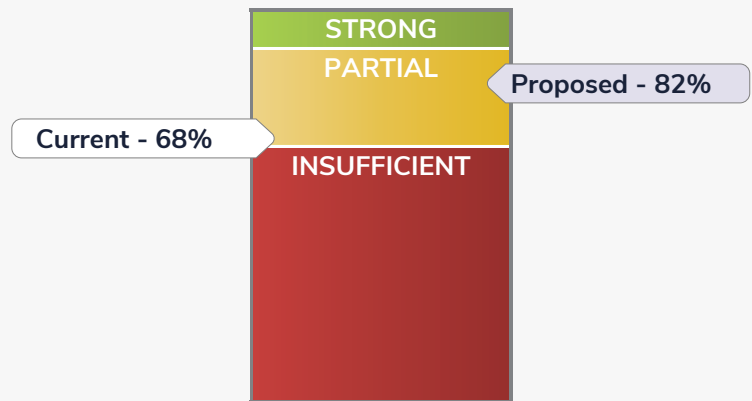 STRONG
PARTIAL
Proposed - 82%
Current - 68%
INSUFFICIENT